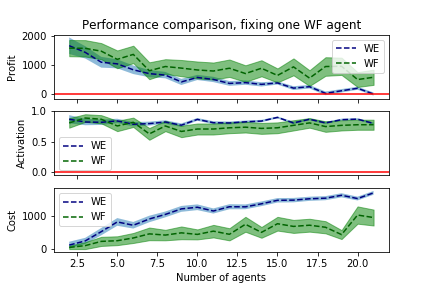 Performance comparison, fixing one WF agent
2000
1000
0
Profit
WE
WF
1.0
0.5
0.0
Activation
WE
WF
1000
0
Cost
WE
WF
2.5 5.0 7.5 10.0 12.5 15.0 17.5 20.0
Number of agents